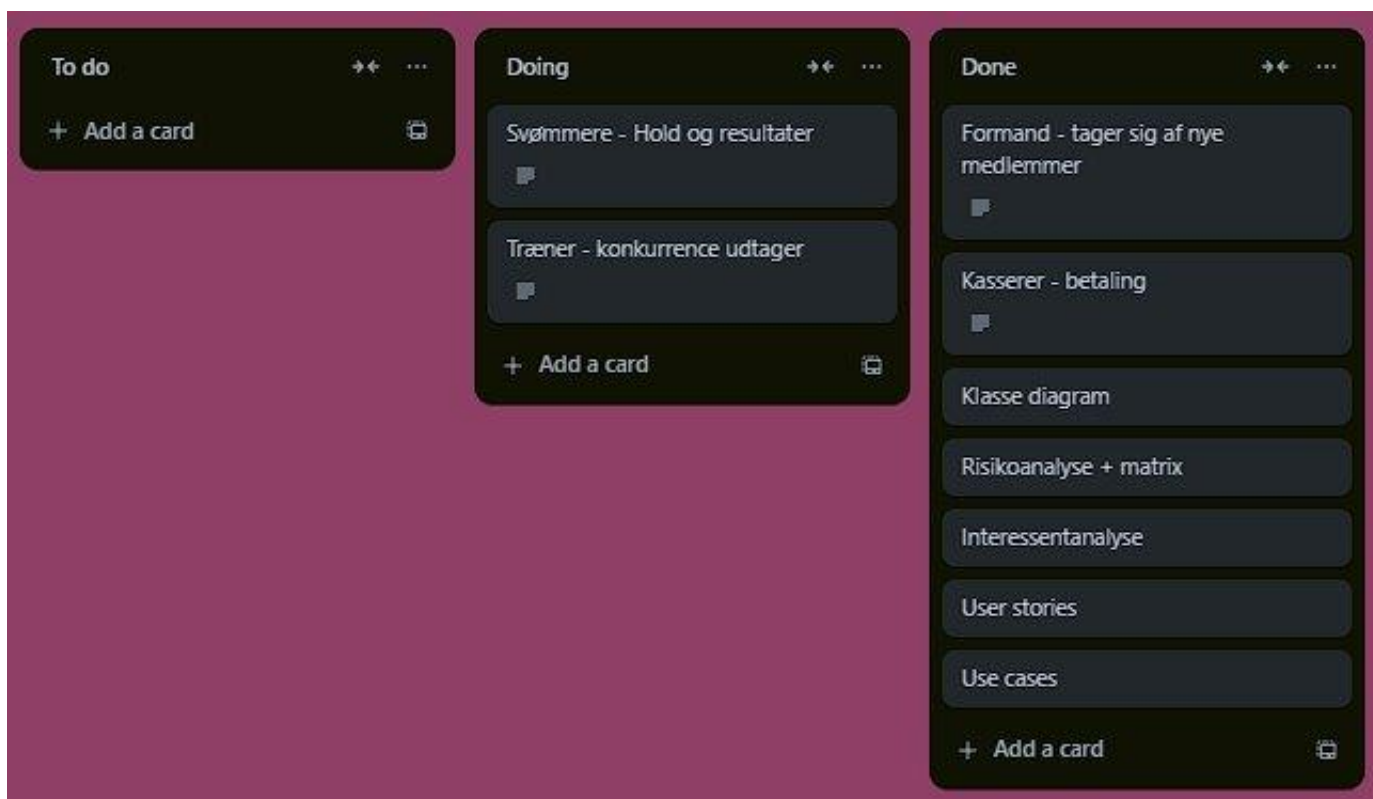 To do
+ Add a card
Doing
Svømmere - Hold og resultater
Træner - konkurrence udtager
+ Add a card
Done
Formand - tager sig af nye
medlemmer
Kasserer - betaling
Klasse diagram
Risikoanalyse + matrix
Interessentanalyse
User stories
Use cases
+ Add a card